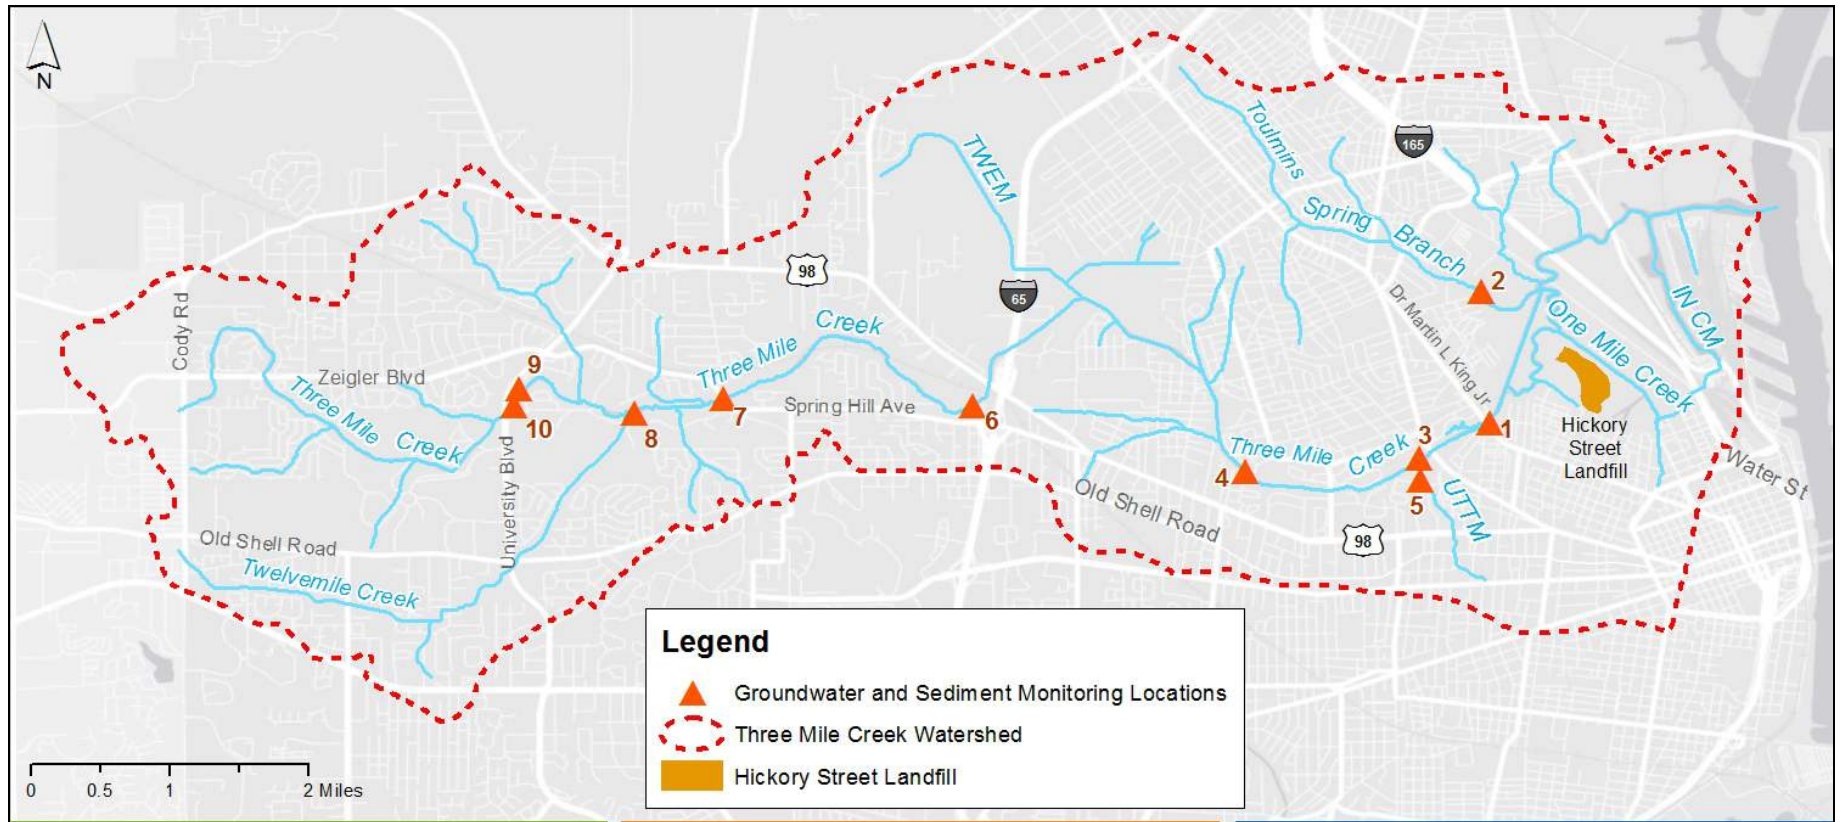 N
TWEM
Toulmins
Spring
Branch
165
98
65
2
IN CM
Cody Rd
Dr Martin L King Jr
One Mile Creek
Three Mile
Creek
9
Zeigler Blvd
Three Mile
Creek
10
7
8
Spring Hill Ave
6
University Blvd
Three Mile
Creek
3
1
4
5
UTTM
Hickory
Street
Landfill
Water St
Old Shell Road
98
Old Shell Road
Twelvemile Creek
Legend
Groundwater and Sediment Monitoring Locations
Three Mile Creek Watershed
Hickory Street Landfill
0 0.5 1 2 Miles